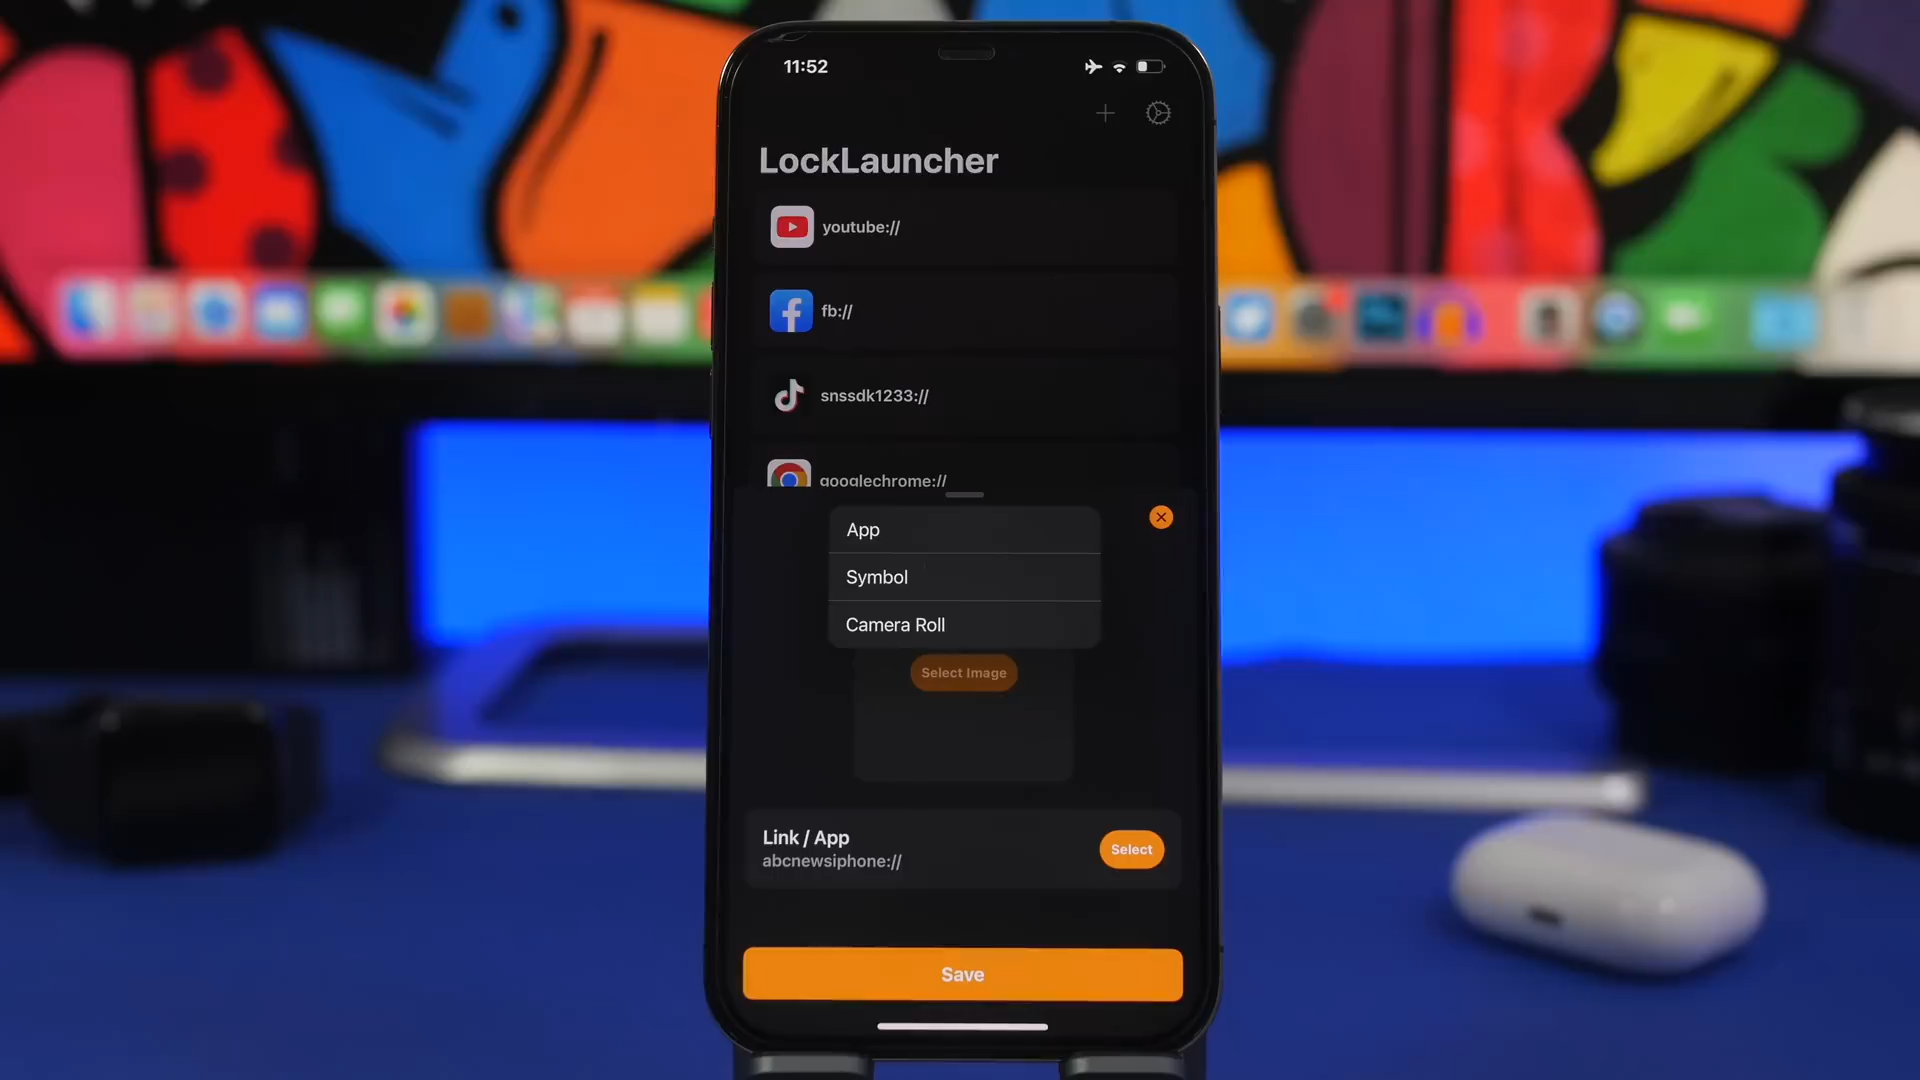 11:52
LockLauncher
youtube://
fb://
snssdk1233://
googlechrome://
App
Symbol
Camera Roll
Select Image
Link / App
abcnewsiphone://
Select
Save